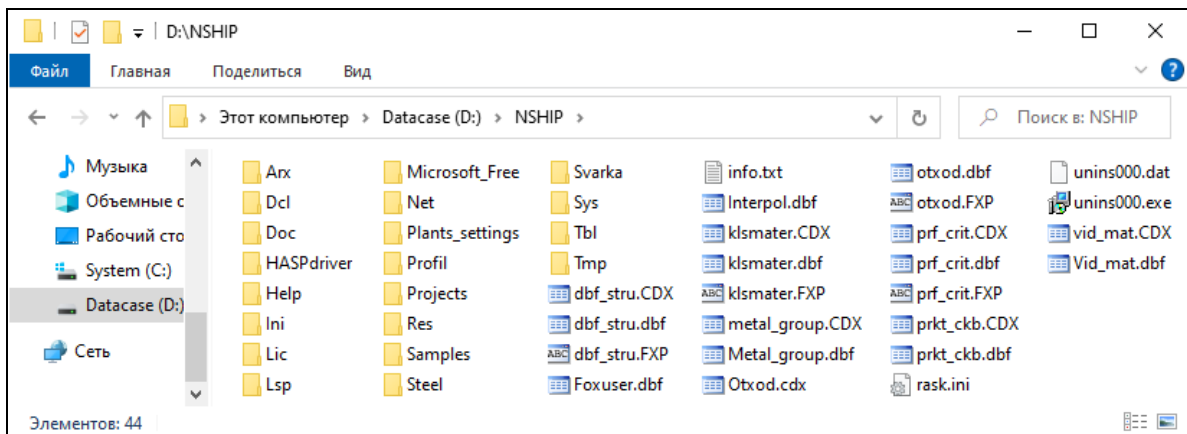 D:\NSHIP
Файл Главная Поделиться Вид
Этот компьютер > Datacase (D:) > NSHIP > Поиск в: NSHIP
Музыка Arx Microsoft_Free Svarka info.txt otxod.dbf unins000.dat
Объемные с Dcl Net Sys Interpol.dbf ABC otxod.FXP unins000.exe
Рабочий сто Doc Plants_settings Tbl klsmater.CDX prf_crit.CDX vid_mat.CDX
System (C:) HASPdriver Profil Tmp klsmater.dbf prf_crit.dbf Vid_mat.dbf
Datacase (D:) Help Projects dbf_stru.CDX ABC klsmater.FXP ABC prf_crit.FXP
Ini Res dbf_stru.dbf metal_group.CDX prkt_ckb.CDX
Сеть Lic Samples ABC dbf_stru.FXP Metal_group.dbf prkt_ckb.dbf
Lsp Steel Foxuser.dbf Otxod.cdx rask.ini
Элементов: 44